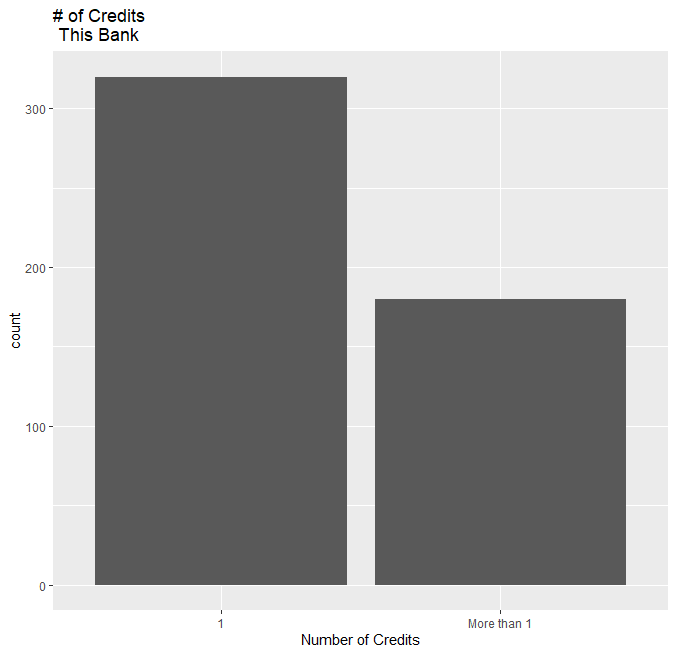 # of Credits
This Bank
300
200
100
0
count
1
More than 1
Number of Credits